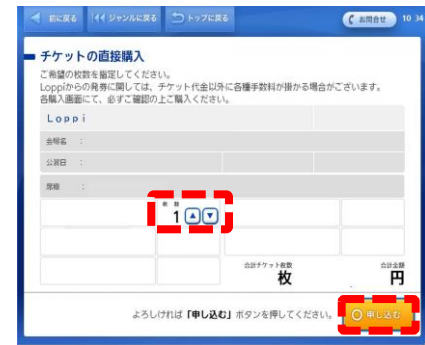 前に戻る ジャンルに戻る トップに戻る お問合せ 10 34
チケットの直接購入
ご希望の枚数を指定してください。
Loppiからの発券に関しては、チケット代金以外に各種手数料が掛かる場合がございます。
各購入画面にて、必ずご確認の上ご購入ください。
Loppi
会場名 :
公演日 :
席種 :
枚 数
1
合計チケット枚数 合計金額
枚 円
よろしければ「申し込む」ボタンを押してください。 申し込む